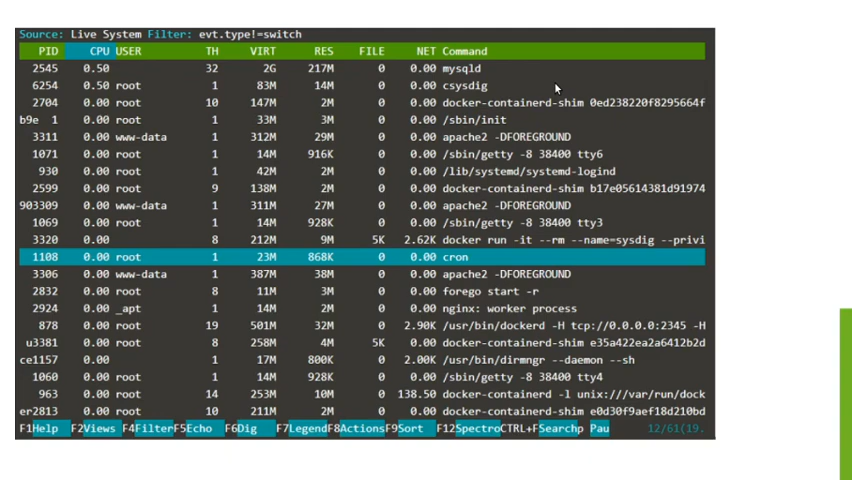 Source: Live System Filter: evt.type!=switch
PID CPU USER TH VIRT RES FILE NET Command
2545 0.50 32 2G 217M 0 0.00 mysqld
6254 0.50 root 1 83M 14M 0 0.00 csysdig
2704 0.00 root 10 147M 2M 0 0.00 docker-containerd-shim 0ed238220f8295664f
b9e 1 0.00 root 1 33M 3M 0 0.00 /sbin/init
3311 0.00 www-data 1 312M 29M 0 0.00 apache2 -DFOREGROUND
1071 0.00 root 1 14M 916K 0 0.00 /sbin/getty -8 38400 tty6
930 0.00 root 1 42M 2M 0 0.00 /lib/systemd/systemd-logind
2599 0.00 root 9 138M 2M 0 0.00 docker-containerd-shim b17e05614381d91974
903309 0.00 www-data 1 311M 27M 0 0.00 apache2 -DFOREGROUND
1069 0.00 root 1 14M 928K 0 0.00 /sbin/getty -8 38400 tty3
3320 0.00 8 212M 9M 5K 2.62K docker run -it --rm --name=sysdig --privi
1108 0.00 root 1 23M 868K 0 0.00 cron
3306 0.00 www-data 1 387M 38M 0 0.00 apache2 -DFOREGROUND
2832 0.00 root 8 11M 3M 0 0.00 forego start -r
2924 0.00 _apt 1 14M 2M 0 0.00 nginx: worker process
878 0.00 root 19 501M 32M 0 2.90K /usr/bin/dockerd -H tcp://0.0.0.0:2345 -H
u3381 0.00 root 8 258M 4M 5K 0.00 docker-containerd-shim e35a422ea2a6412b2d
ce1157 0.00 1 17M 800K 0 2.00K /usr/bin/dirmngr --daemon --sh
1060 0.00 root 1 14M 928K 0 0.00 /sbin/getty -8 38400 tty4
963 0.00 root 14 253M 10M 0 138.50 docker-containerd -l unix:///var/run/dock
er2813 0.00 root 10 211M 2M 0 0.00 docker-containerd-shim e0d30f9aef18d210bd
F1Help F2Views F4FilterF5Echo F6Dig F7LegendF8ActionsF9Sort F12SpectroCTRL+FSearchp Pau 12/61(19.